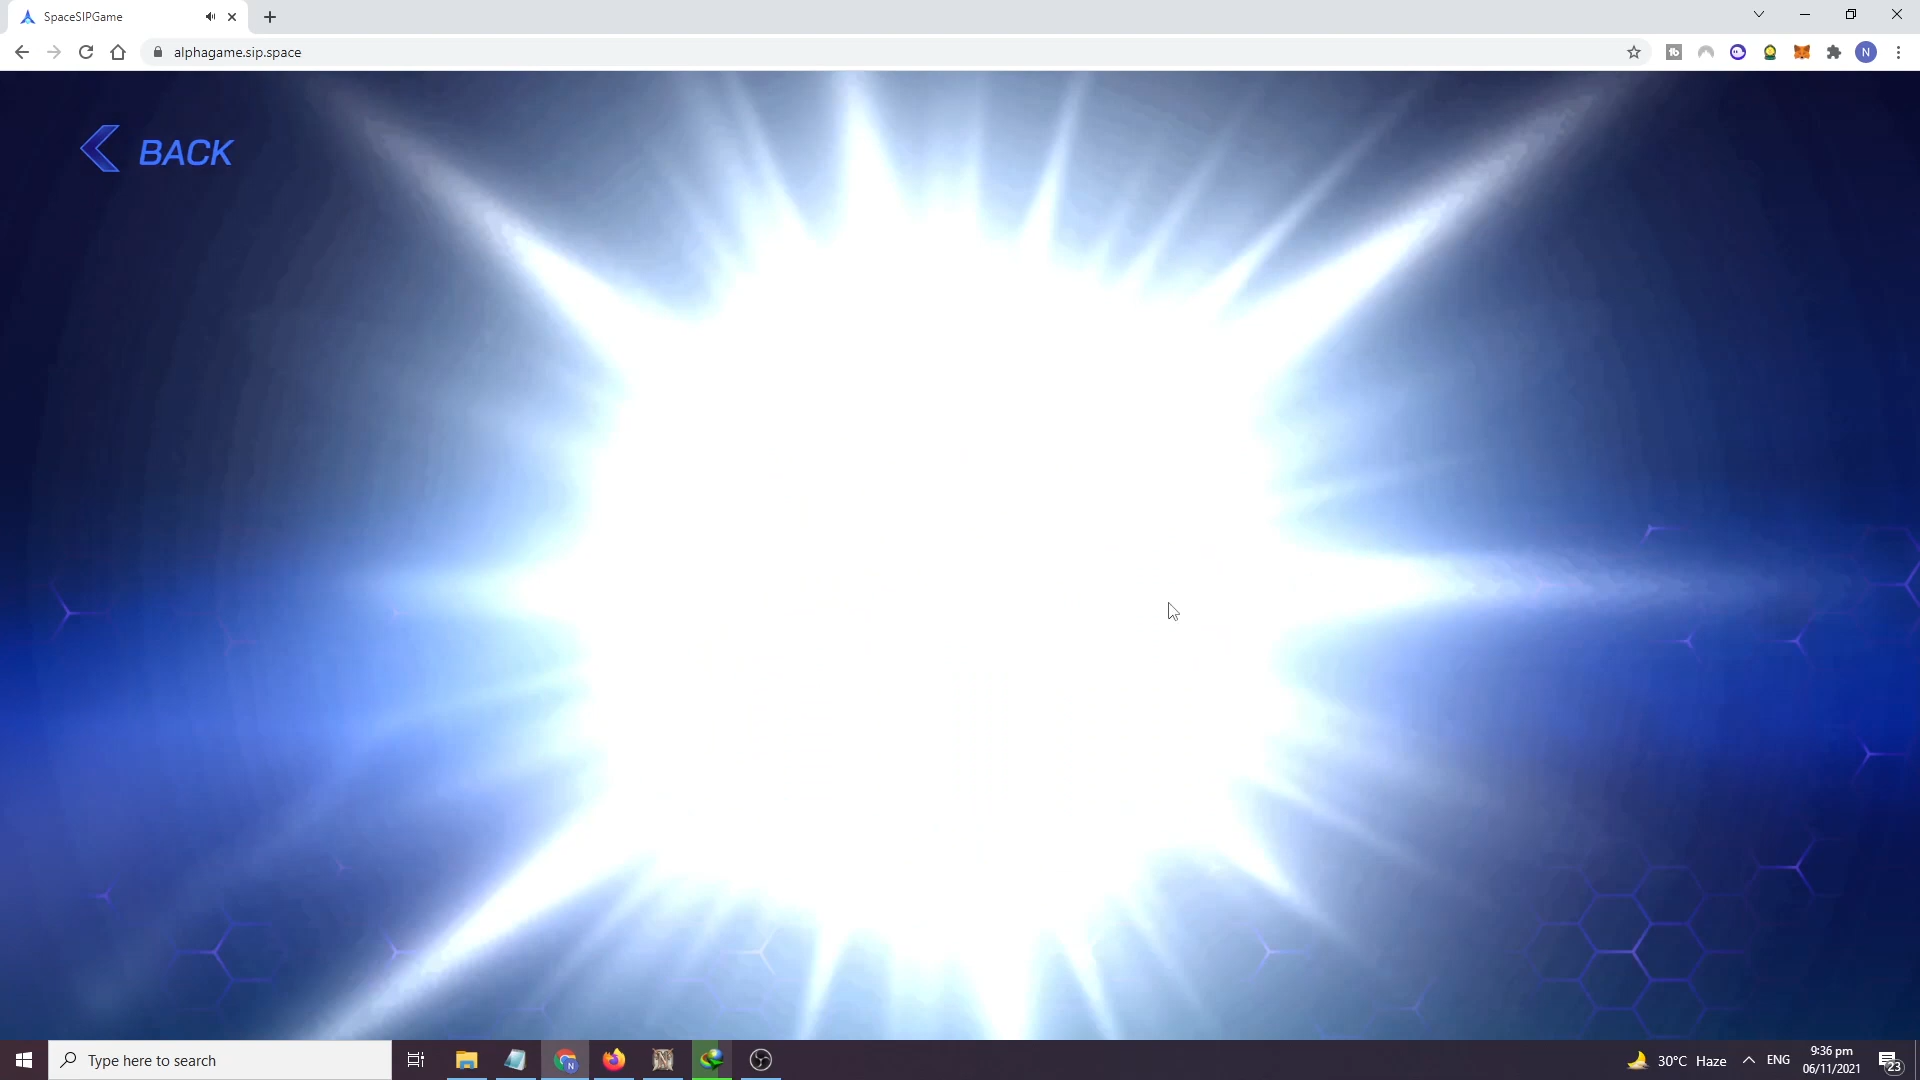 SpaceSIPGame
alphagame.sip.space
N
BACK
Type here to search
N
30°C Haze
ENG
9:36 pm
06/11/2021
23